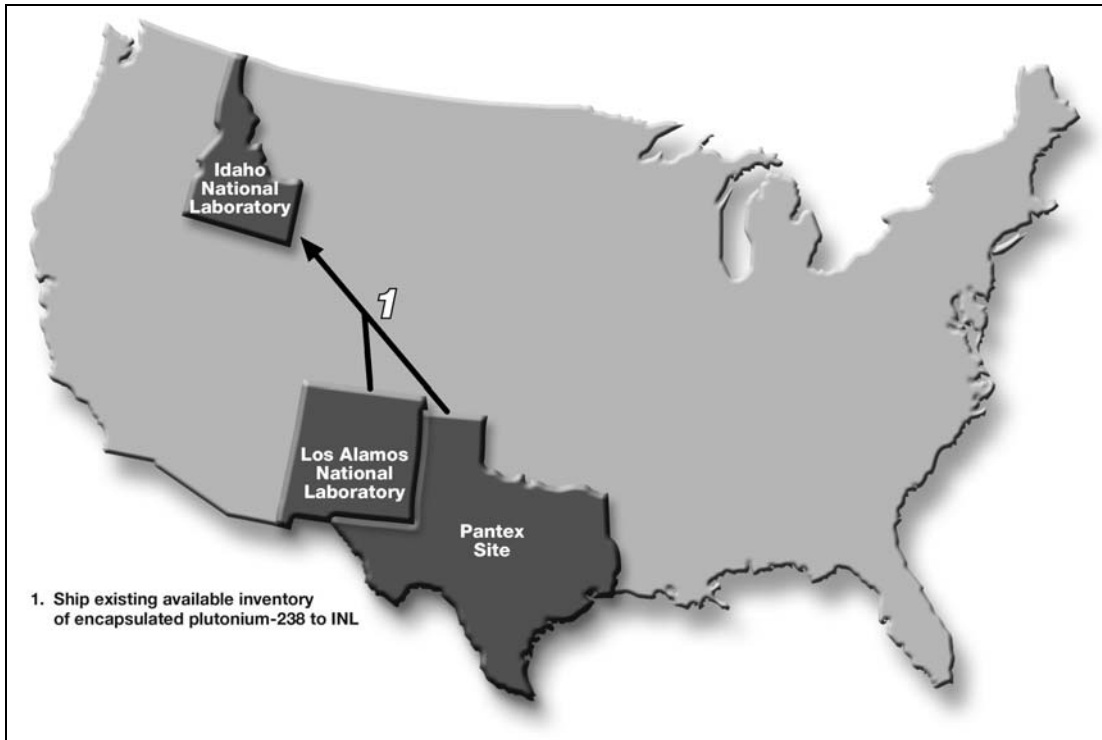 Idaho
National
Laboratory
1
Los Alamos
National
Laboratory
Pantex
Site
1. Ship existing available inventory
of encapsulated plutonium-238 to INL